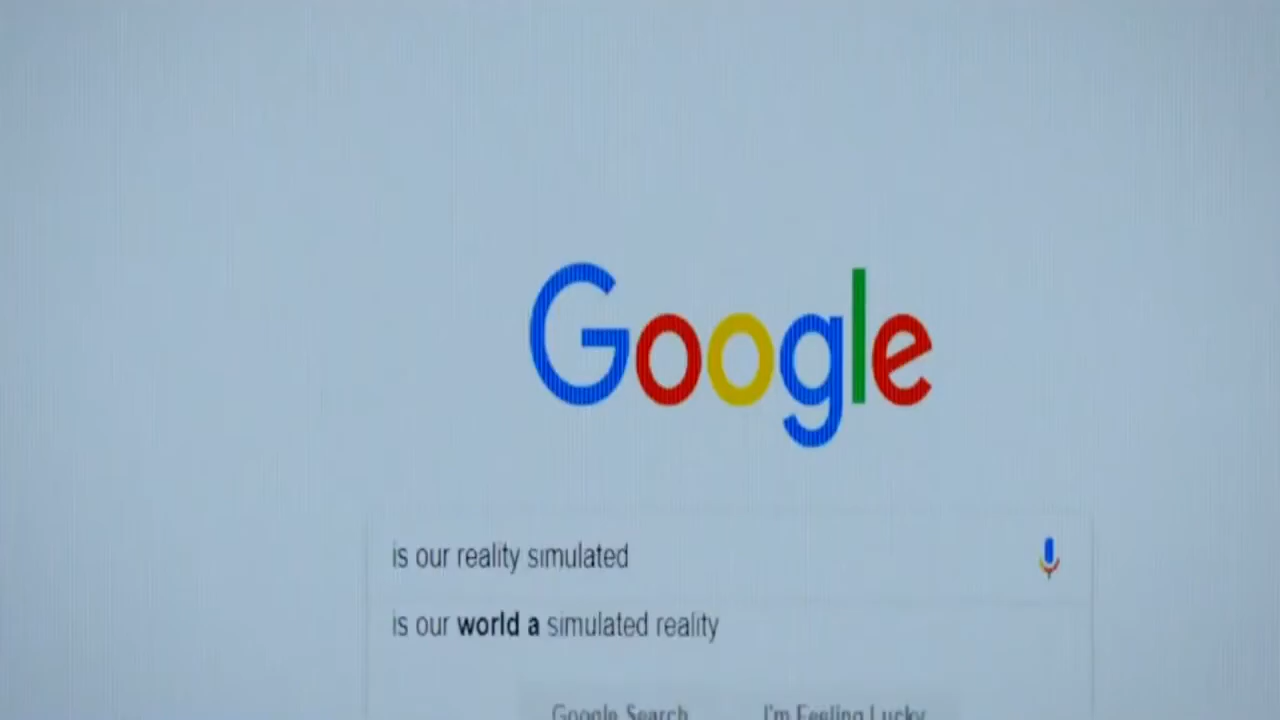 Google
is our reality simulated
is our world a simulated reality
Google Search I'm Feeling Lucky